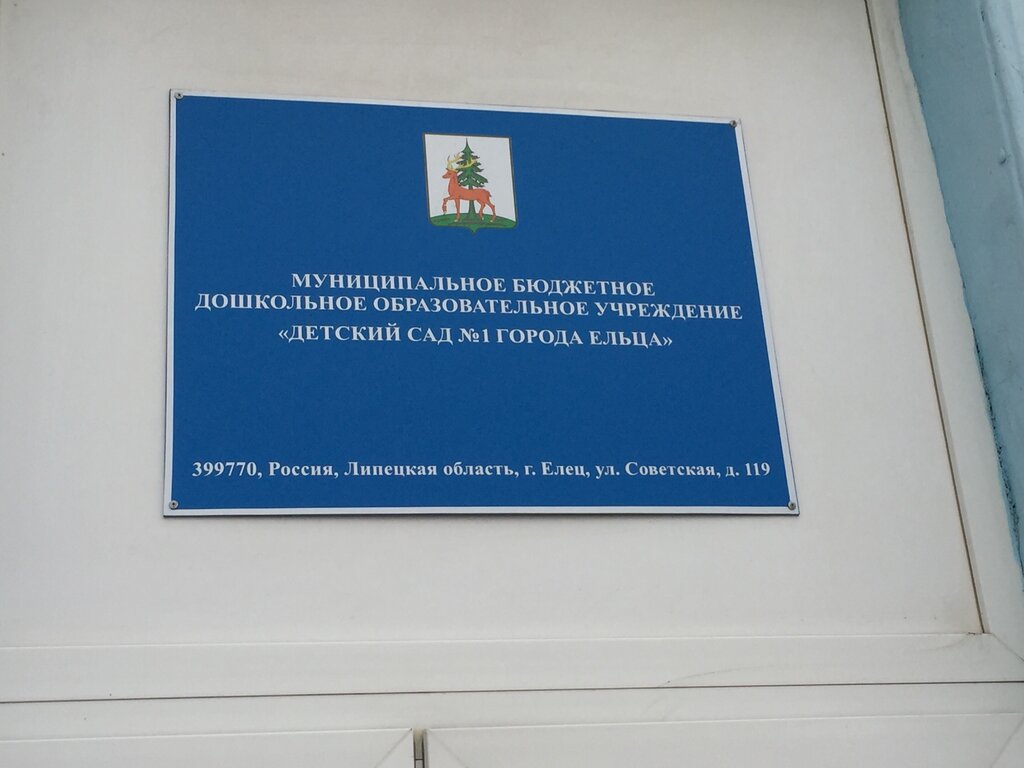 МУНИЦИПАЛЬНОЕ БЮДЖЕТНОЕ
ДОШКОЛЬНОЕ ОБРАЗОВАТЕЛЬНОЕ УЧРЕЖДЕНИЕ
«ДЕТСКИЙ САД №1 ГОРОДА ЕЛЬЦА»
399770, Россия, Липецкая область, г. Елец, ул. Советская, д. 119